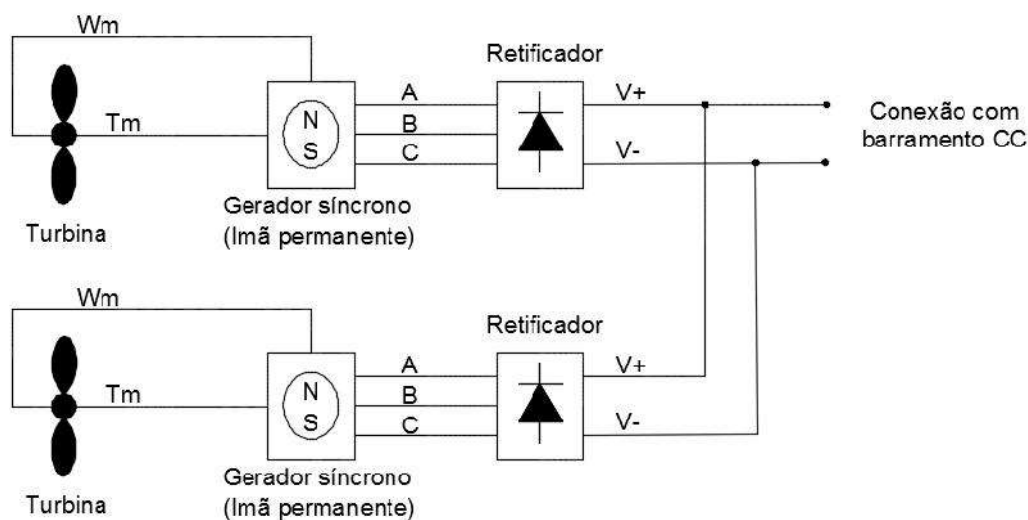 Wm
Retificador
Tm
A
B
C
N
S
V+
V-
Conexão com
barramento CC
Turbina
Gerador síncrono
(Imã permanente)
Wm
Retificador
Tm
A
B
C
N
S
V+
V-
Turbina
Gerador síncrono
(Imã permanente)